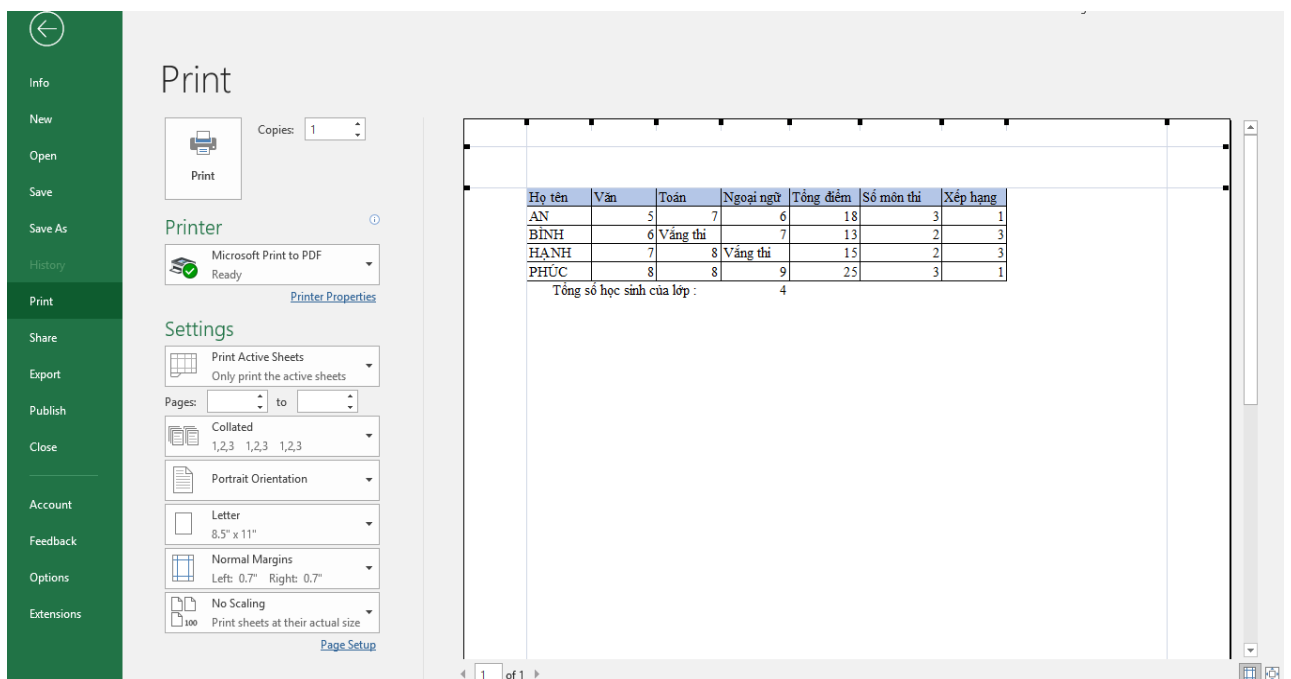 Info
New
Open
Save
Save As
History
Print
Share
Export
Publish
Close
Account
Feedback
Options
Extensions
Print
Print
Copies: 1
Printer
Microsoft Print to PDF
Ready
Printer Properties
Settings
Print Active Sheets
Only print the active sheets
Pages: to
Collated
1,2,3 1,2,3 1,2,3
Portrait Orientation
Letter
8.5" x 11"
Normal Margins
Left: 0.7" Right: 0.7"
No Scaling
100 Print sheets at their actual size
Page Setup
Họ tên Văn Toán Ngoại ngữ Tổng điểm Số môn thi Xếp hạng
AN 5 7 6 18 3 1
BÌNH 6 Vắng thi 7 13 2 3
HẠNH 7 8 Vắng thi 15 2 3
PHÚC 8 8 9 25 3 1
Tổng số học sinh của lớp : 4
1 of 1